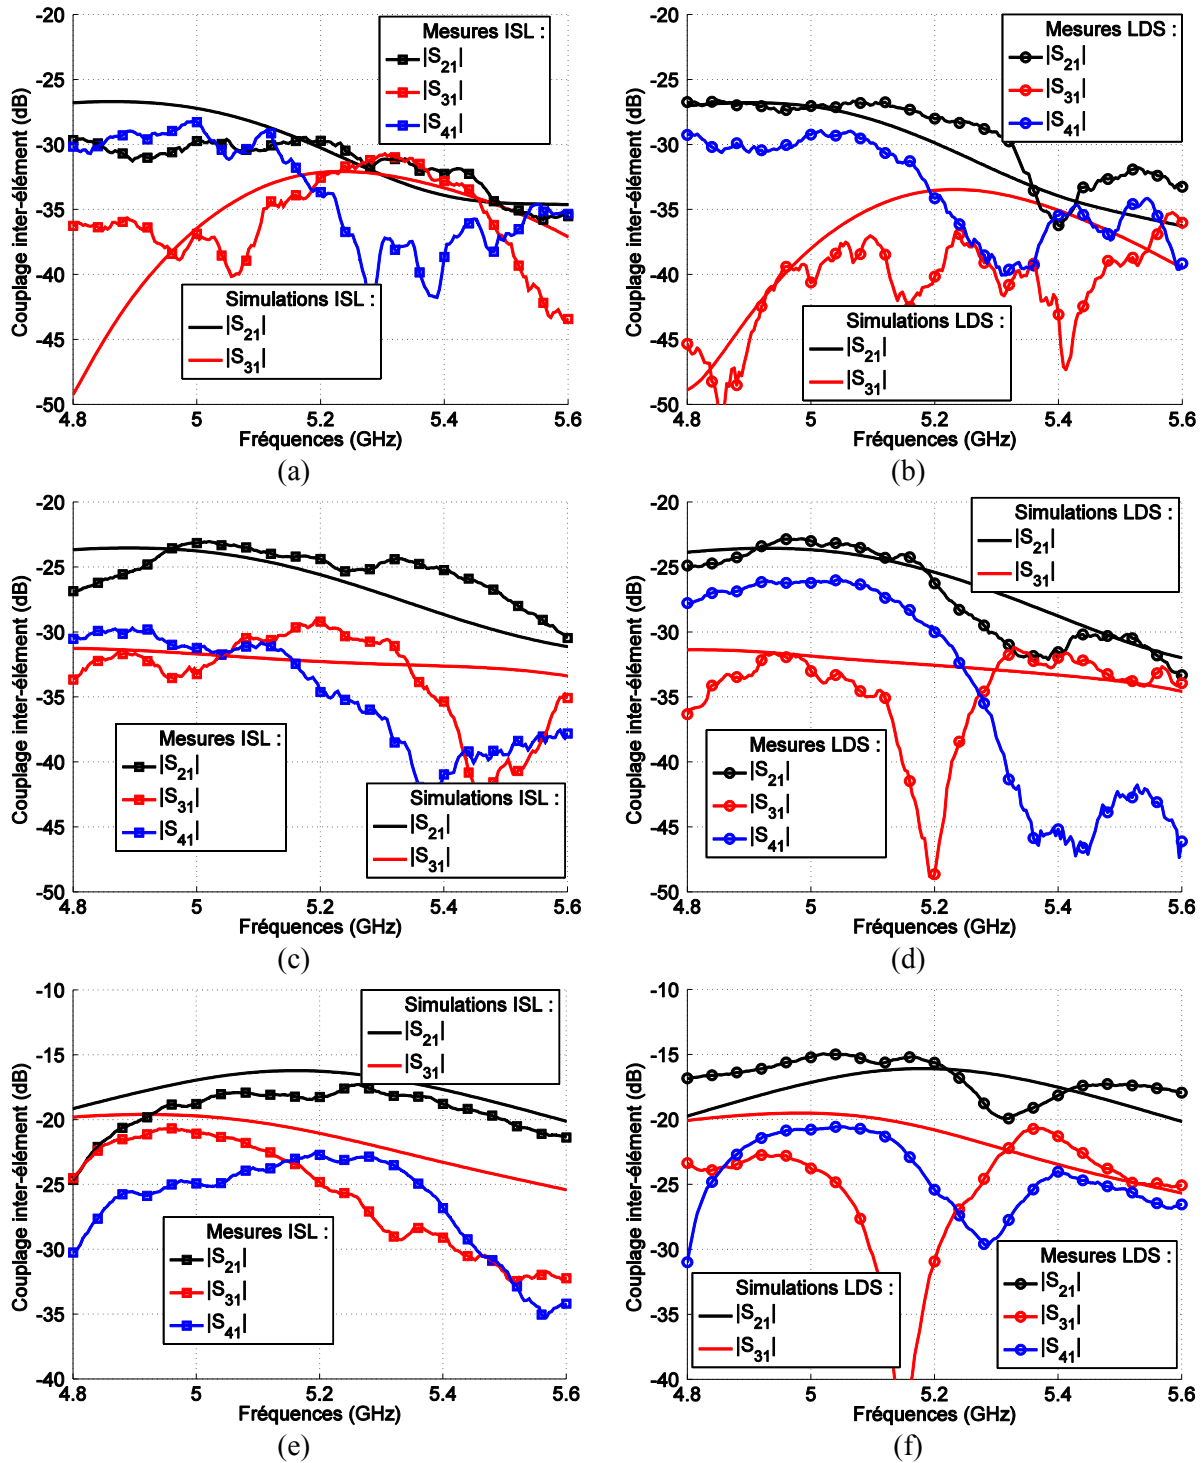 -20
-25
-30
-35
-40
-45
-50
Couplage inter-élément (dB)
Mesures ISL :
|S21|
|S31|
|S41|
Simulations ISL :
|S21|
|S31|
4.8 5 5.2 5.4 5.6
Fréquences (GHz)
(a)
-20
-25
-30
-35
-40
-45
-50
Couplage inter-élément (dB)
Mesures LDS :
|S21|
|S31|
|S41|
Simulations LDS :
|S21|
|S31|
4.8 5 5.2 5.4 5.6
Fréquences (GHz)
(b)
-20
-25
-30
-35
-40
-45
-50
Couplage inter-élément (dB)
Mesures ISL :
|S21|
|S31|
|S41|
Simulations ISL :
|S21|
|S31|
4.8 5 5.2 5.4 5.6
Fréquences (GHz)
(c)
-20
-25
-30
-35
-40
-45
-50
Couplage inter-élément (dB)
Simulations LDS :
|S21|
|S31|
Mesures LDS :
|S21|
|S31|
|S41|
4.8 5 5.2 5.4 5.6
Fréquences (GHz)
(d)
-10
-15
-20
-25
-30
-35
-40
Couplage inter-élément (dB)
Simulations ISL :
|S21|
|S31|
Mesures ISL :
|S21|
|S31|
|S41|
4.8 5 5.2 5.4 5.6
Fréquences (GHz)
(e)
-10
-15
-20
-25
-30
-35
-40
Couplage inter-élément (dB)
Simulations LDS :
|S21|
|S31|
Mesures LDS :
|S21|
|S31|
|S41|
4.8 5 5.2 5.4 5.6
Fréquences (GHz)
(f)